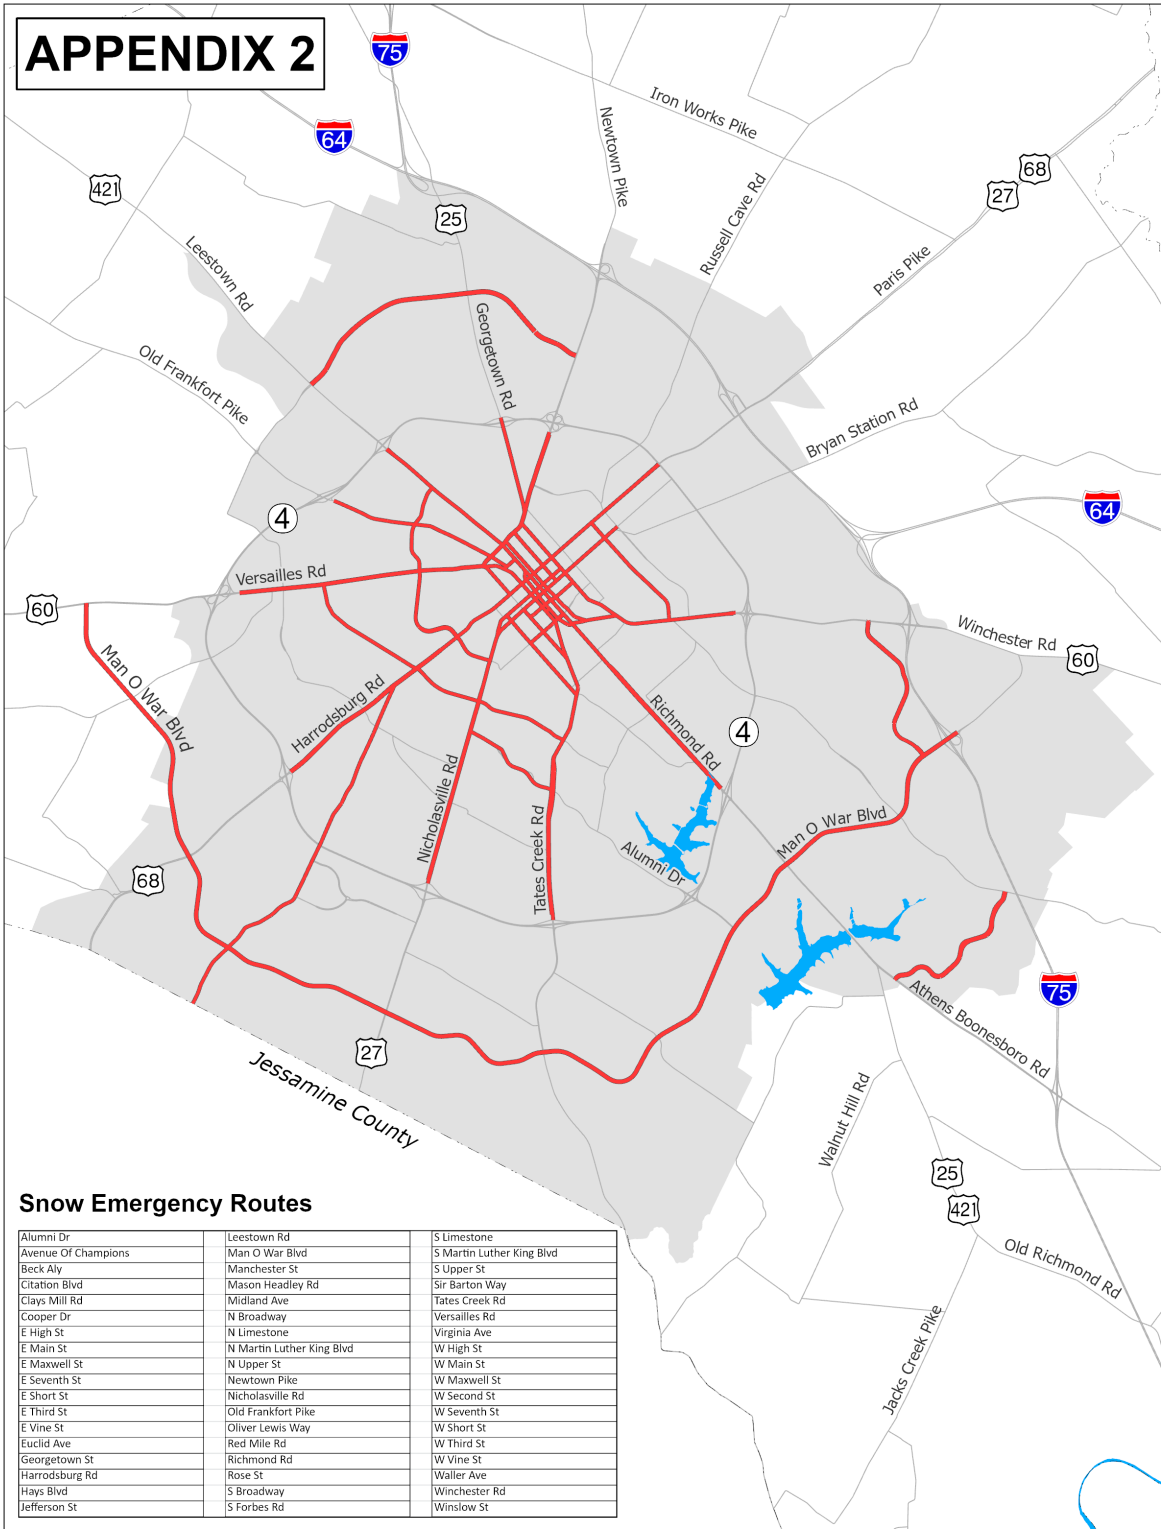 APPENDIX 2
75
64
Iron Works Pike
Newtown Pike
68
27
421
25
Russell Cave Rd
Leestown Rd
Paris Pike
Georgetown Rd
Old Frankfort Pike
Bryan Station Rd
64
4
Versailles Rd
60
Winchester Rd
60
Man O War Blvd
Harrodsburg Rd
Richmond Rd
4
Nicholasville Rd
Tates Creek Rd
Man O War Blvd
Alumni Dr
68
Athens Boonesboro Rd
75
27
Jessamine County
Walnut Hill Rd
25
421
Old Richmond Rd
Jacks Creek Pike
Snow Emergency Routes
Alumni Dr Leestown Rd S Limestone
Avenue Of Champions Man O War Blvd S Martin Luther King Blvd
Beck Aly Manchester St S Upper St
Citation Blvd Mason Headley Rd Sir Barton Way
Clays Mill Rd Midland Ave Tates Creek Rd
Cooper Dr N Broadway Versailles Rd
E High St N Limestone Virginia Ave
E Main St N Martin Luther King Blvd W High St
E Maxwell St N Upper St W Main St
E Seventh St Newtown Pike W Maxwell St
E Short St Nicholasville Rd W Second St
E Third St Old Frankfort Pike W Seventh St
E Vine St Oliver Lewis Way W Short St
Euclid Ave Red Mile Rd W Third St
Georgetown St Richmond Rd W Vine St
Harrodsburg Rd Rose St Waller Ave
Hays Blvd S Broadway Winchester Rd
Jefferson St S Forbes Rd Winslow St